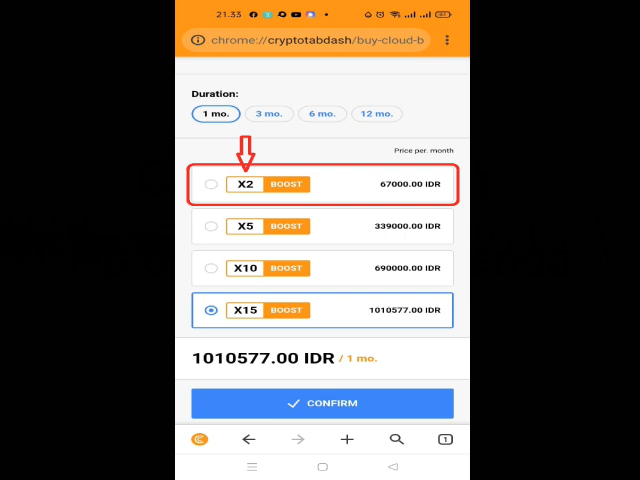 21.33
chrome://cryptotabdash/buy-cloud-b
Duration:
1 mo. 3 mo. 6 mo. 12 mo.
Price per. month
X2 BOOST 67000.00 IDR
X5 BOOST 339000.00 IDR
X10 BOOST 690000.00 IDR
X15 BOOST 1010577.00 IDR
1010577.00 IDR / 1 mo.
CONFIRM
1